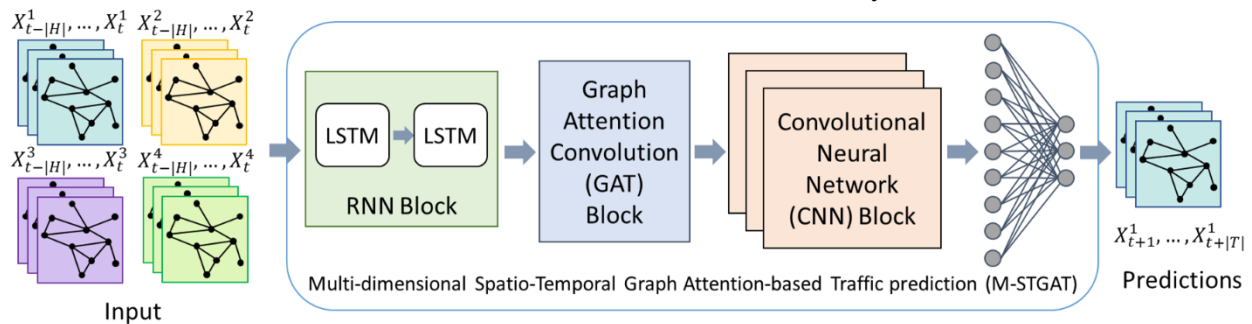 X^1_{t-|H|}, ..., X^1_t X^2_{t-|H|}, ..., X^2_t
X^3_{t-|H|}, ..., X^3_t X^4_{t-|H|}, ..., X^4_t
Input
LSTM
LSTM
RNN Block
Graph
Attention
Convolution
(GAT)
Block
Convolutional
Neural
Network
(CNN) Block
Multi-dimensional Spatio-Temporal Graph Attention-based Traffic prediction (M-STGAT)
X^1_{t+1}, ..., X^1_{t+|T|}
Predictions